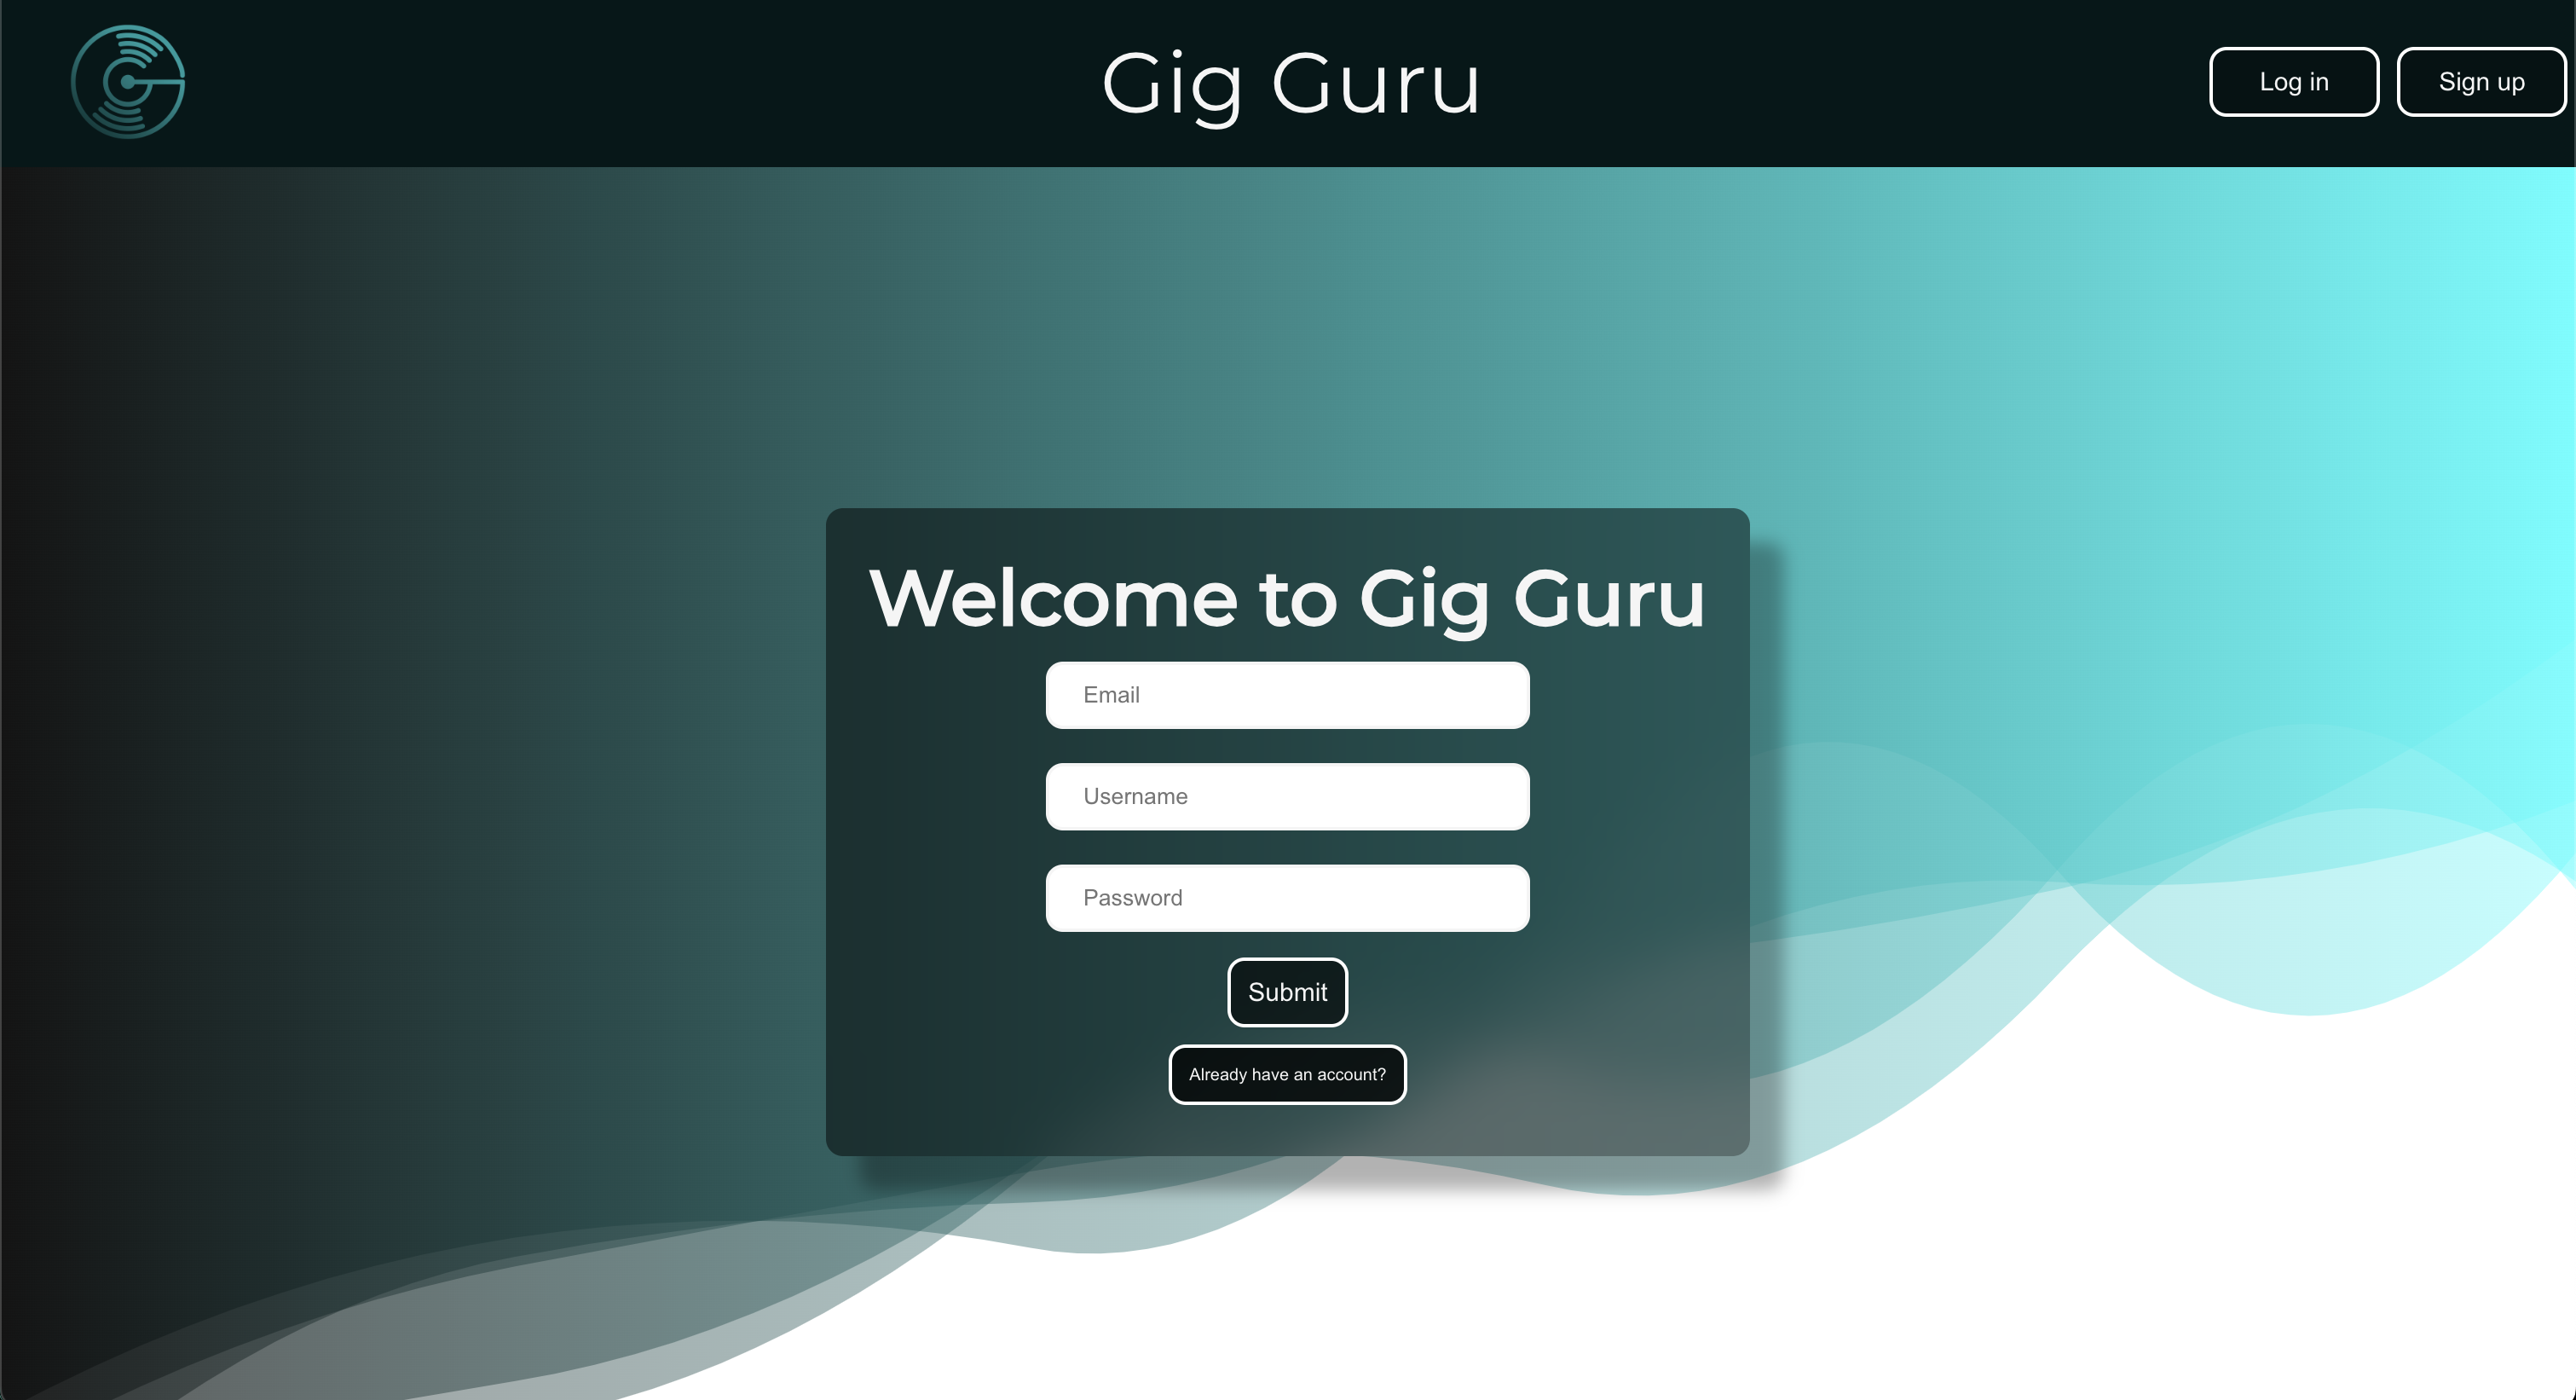 Gig Guru
Log in
Sign up
Welcome to Gig Guru
Email
Username
Password
Submit
Already have an account?